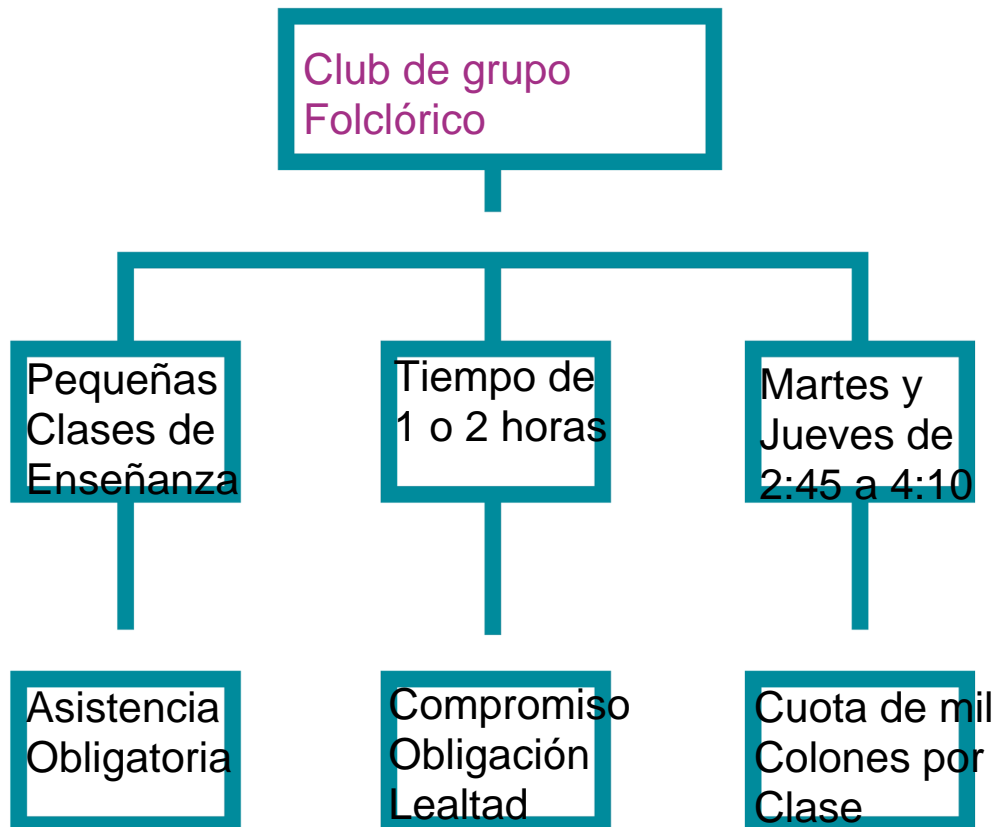 Club de grupo
Folclórico
Pequeñas
Clases de
Enseñanza
Tiempo de
1 o 2 horas
Martes y
Jueves de
2:45 a 4:10
Asistencia
Obligatoria
Compromiso
Obligación
Lealtad
Cuota de mil
Colones por
Clase